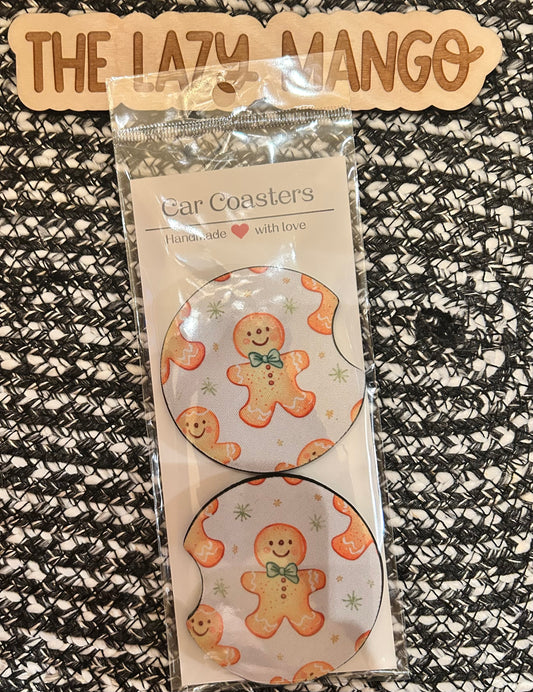 THE LAZY MANGO
Car Coasters
Handmade ❤ with love